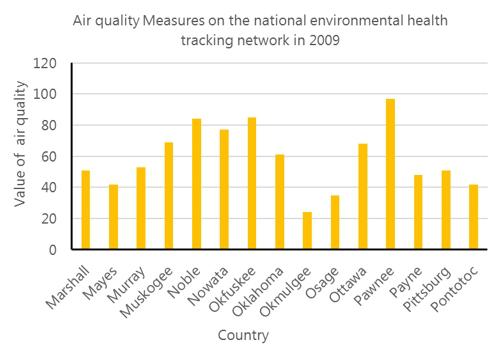 Air quality Measures on the national environmental health
tracking network in 2009
Value of air quality
120
100
80
60
40
20
0
Marshall
Mayes
Murray
Muskogee
Noble
Nowata
Okfuskee
Oklahoma
Okmulgee
Osage
Ottawa
Pawnee
Payne
Pittsburg
Pontotoc
Country